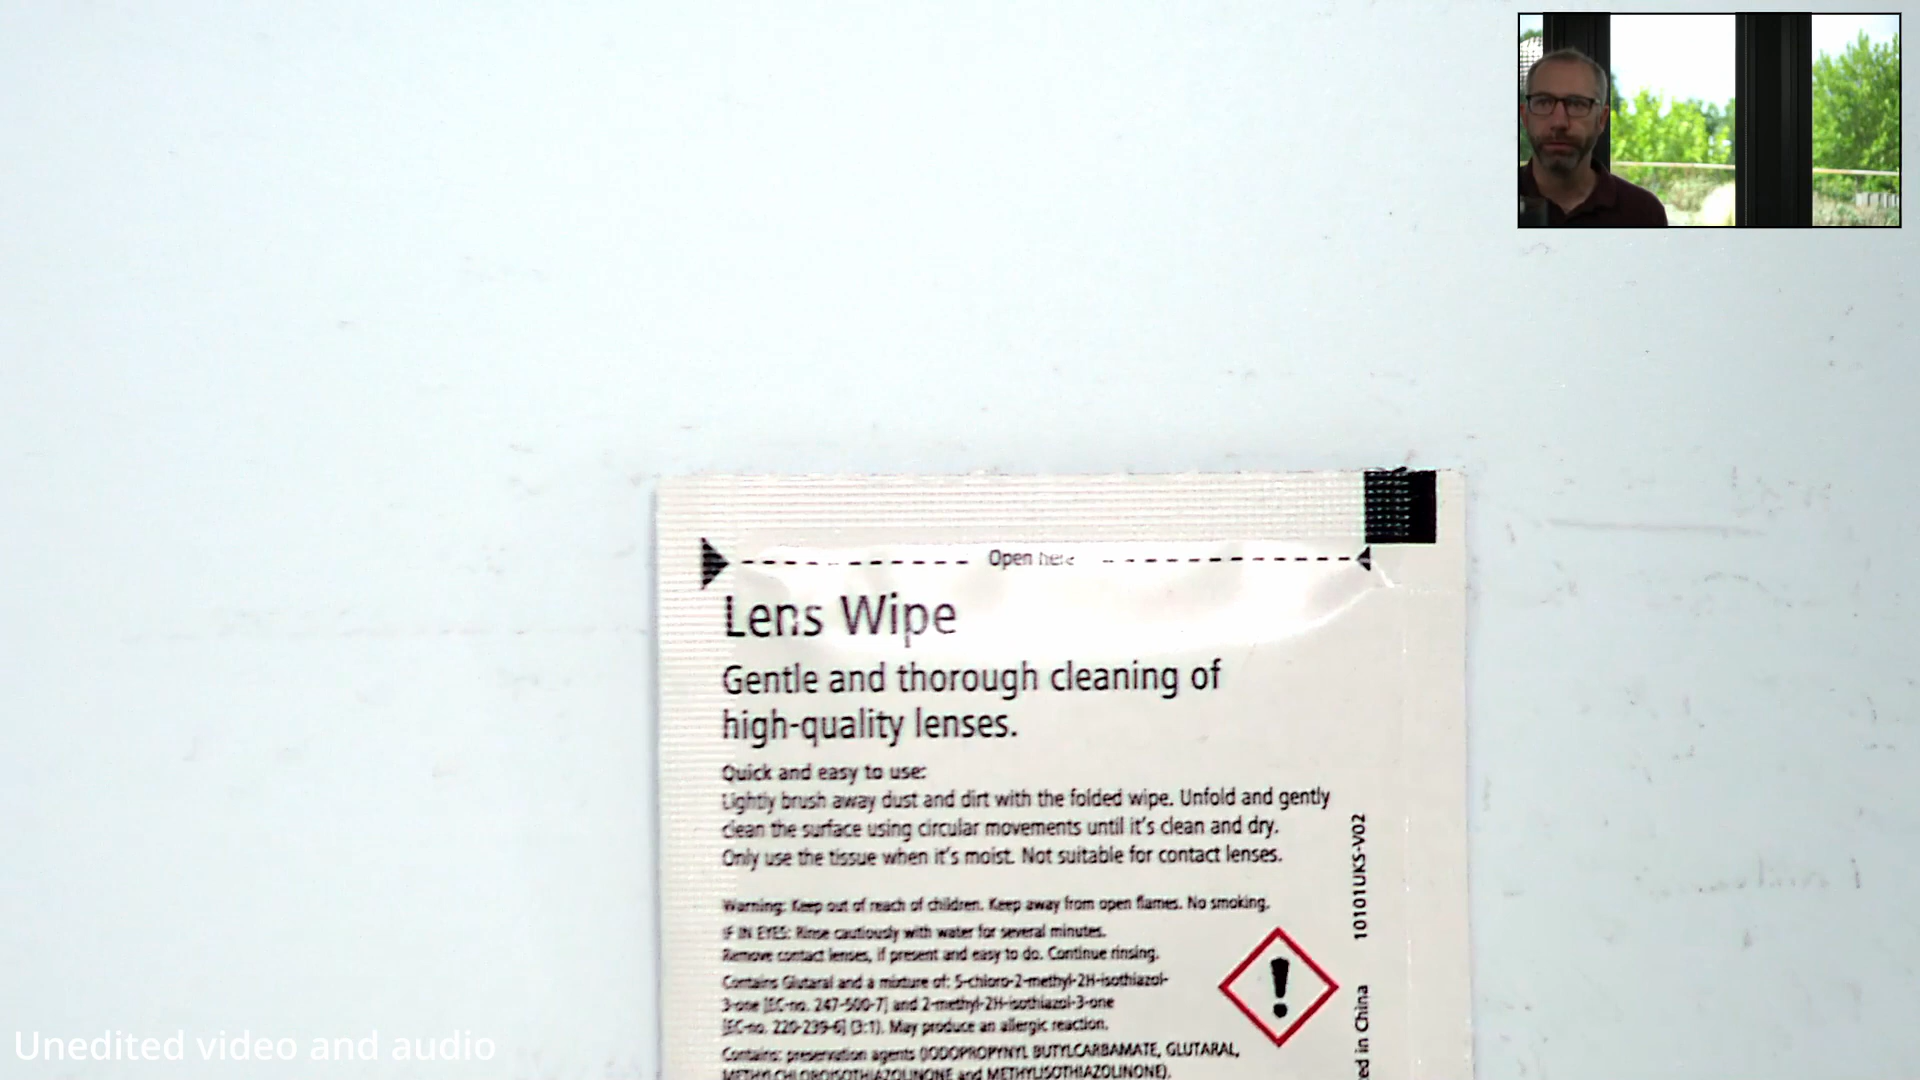 Open here
Lens Wipe
Gentle and thorough cleaning of
high-quality lenses.
Quick and easy to use:
Lightly brush away dust and dirt with the folded wipe. Unfold and gently
clean the surface using circular movements until it's clean and dry.
Only use the tissue when it's moist. Not suitable for contact lenses.
Warning: Keep out of reach of children. Keep away from open flames. No smoking.
IF IN EYES: Rinse cautiously with water for several minutes.
Remove contact lenses, if present and easy to do. Continue rinsing.
Contains Glutaral and a mixture of: 5-chloro-2-methyl-2H-isothiazol-
3-one [EC-no. 247-500-7] and 2-methyl-2H-isothiazol-3-one
[EC-no. 220-239-6] (3:1). May produce an allergic reaction.
Contains: preservation agents (IODOPROPYNYL BUTYLCARBAMATE, GLUTARAL,
METHYLCHLOROISOTHIAZOLINONE and METHYLISOTHIAZOLINONE).
10101UKS-V02
in China
Unedited video and audio